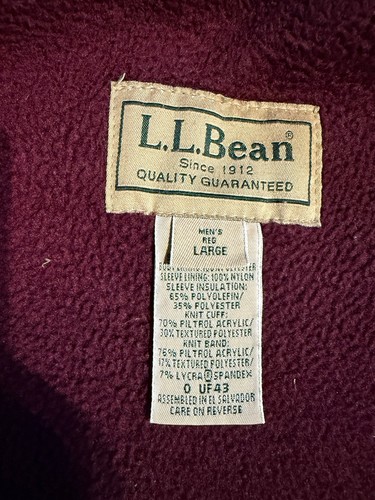 L.L.Bean®
Since 1912
QUALITY GUARANTEED
MEN'S
REG
LARGE
SLEEVE LINING: 100% NYLON
SLEEVE INSULATION:
65% POLYOLEFIN/
35% POLYESTER
KNIT CUFF:
70% PILTROL ACRYLIC/
30% TEXTURED POLYESTER
KNIT BAND:
76% PILTROL ACRYLIC/
17% TEXTURED POLYESTER/
7% LYCRA® SPANDEX
0 UF43
ASSEMBLED IN EL SALVADOR
CARE ON REVERSE